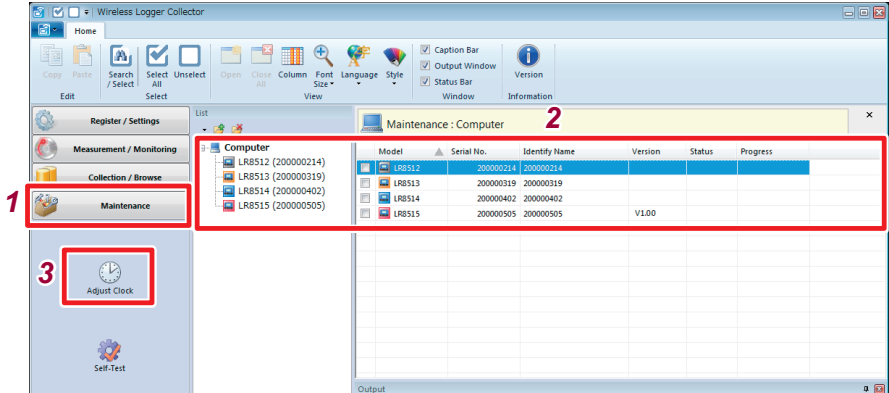 Wireless Logger Collector
Home
Copy
Paste
Search / Select
Select All
Unselect
Open
Close All
Column
Font Size
Language
Style
Caption Bar
Output Window
Status Bar
Version
Edit
Select
View
Window
Information
Register / Settings
Measurement / Monitoring
Collection / Browse
1
Maintenance
3
Adjust Clock
Self-Test
List
Computer
LR8512 (200000214)
LR8513 (200000319)
LR8514 (200000402)
LR8515 (200000505)
Maintenance : Computer
2
x
Model Serial No. Identify Name Version Status Progress
LR8512 200000214 200000214
LR8513 200000319 200000319
LR8514 200000402 200000402
LR8515 200000505 200000505 V1.00
Output